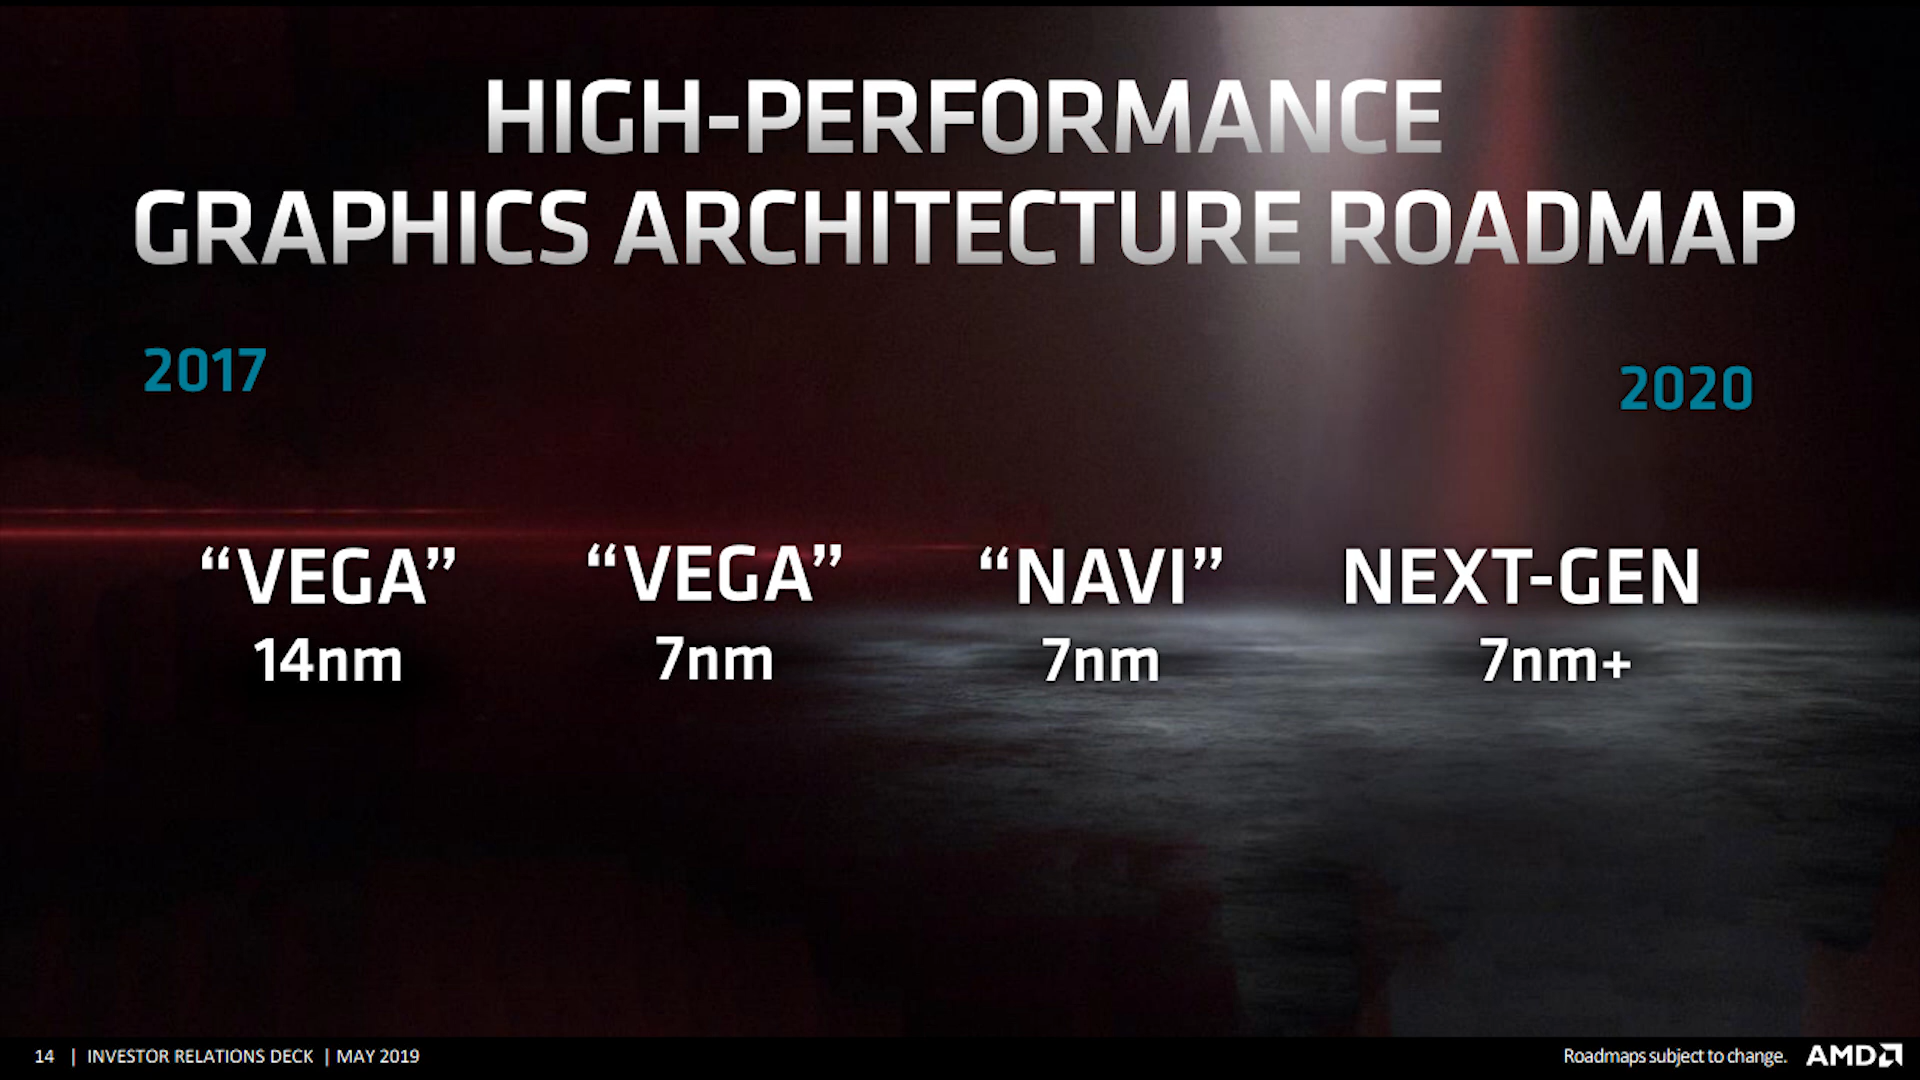 HIGH-PERFORMANCE
GRAPHICS ARCHITECTURE ROADMAP
2017
2020
“VEGA”
14nm
“VEGA”
7nm
“NAVI”
7nm
NEXT-GEN
7nm+
14 | INVESTOR RELATIONS DECK | MAY 2019
Roadmaps subject to change.
AMD